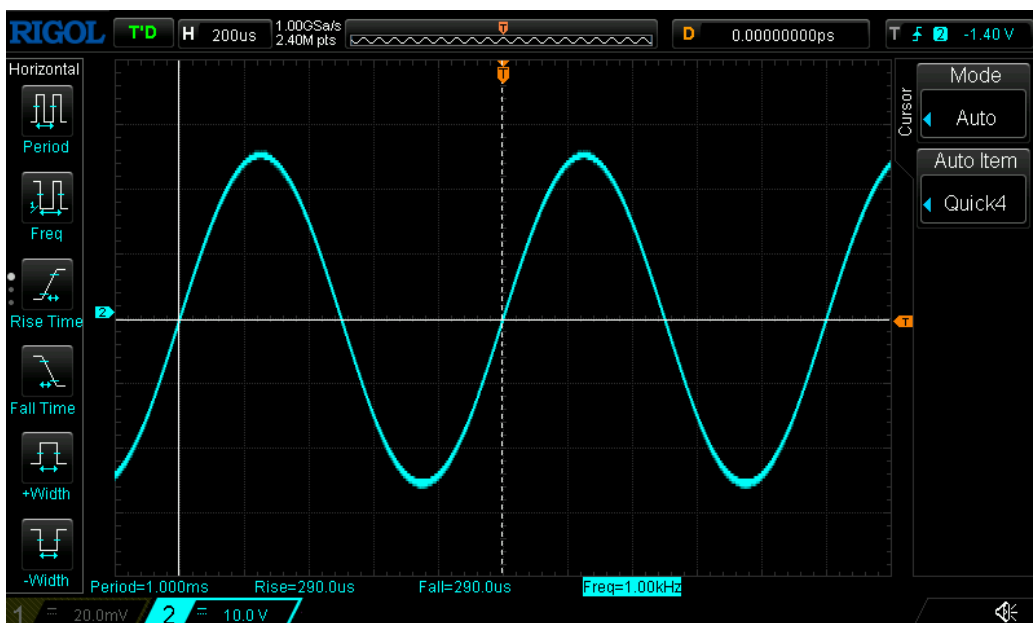 RIGOL T'D H 200us 1.00GSa/s 2.40M pts T D 0.00000000ps T 2 -1.40 V
Horizontal
Period
Freq
Rise Time
Fall Time
+Width
-Width
T
2
T
Period=1.000ms Rise=290.0us Fall=290.0us Freq=1.00kHz
1 20.0mV 2 10.0 V
Cursor
Mode
Auto
Auto Item
Quick4